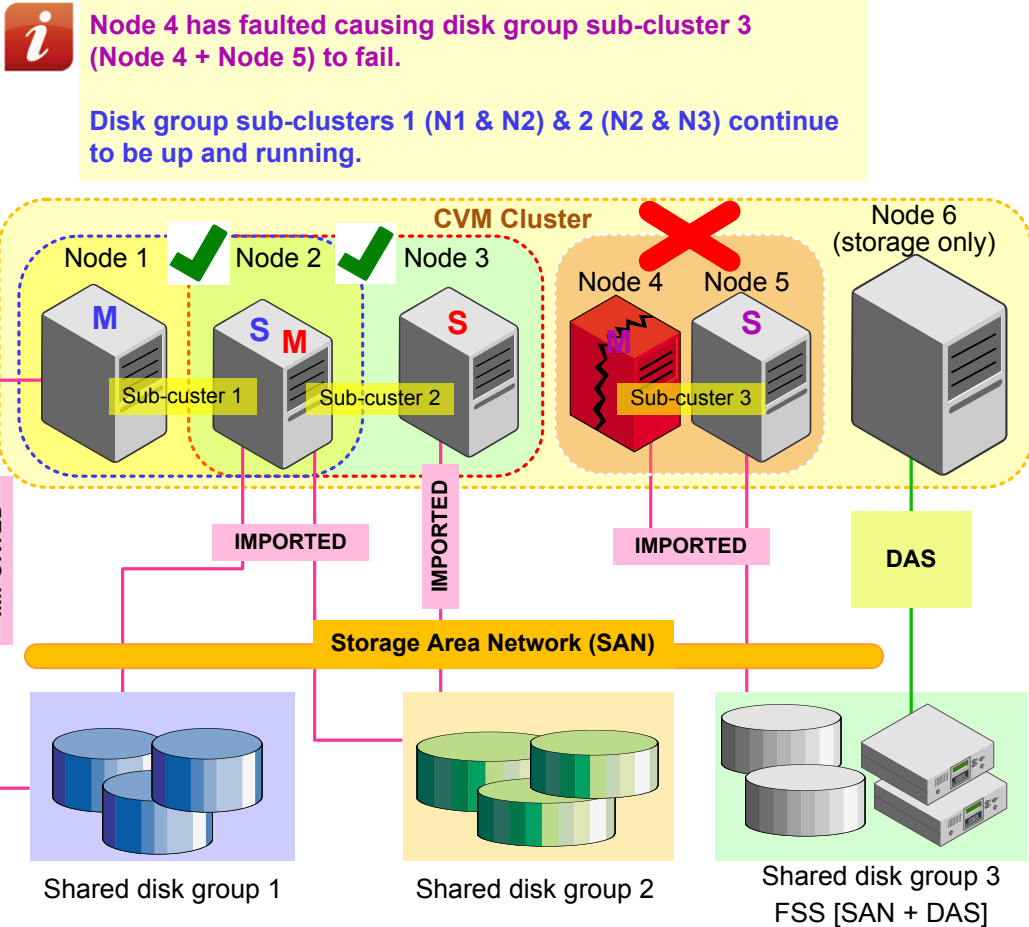 i
Node 4 has faulted causing disk group sub-cluster 3
(Node 4 + Node 5) to fail.
Disk group sub-clusters 1 (N1 & N2) & 2 (N2 & N3) continue
to be up and running.
CVM Cluster
Node 6
(storage only)
Node 1
Node 2
Node 3
Node 4
Node 5
M
S
M
S
M
S
Sub-custer 1
Sub-custer 2
Sub-custer 3
IMPORTED
IMPORTED
IMPORTED
DAS
Storage Area Network (SAN)
Shared disk group 1
Shared disk group 2
Shared disk group 3
FSS [SAN + DAS]